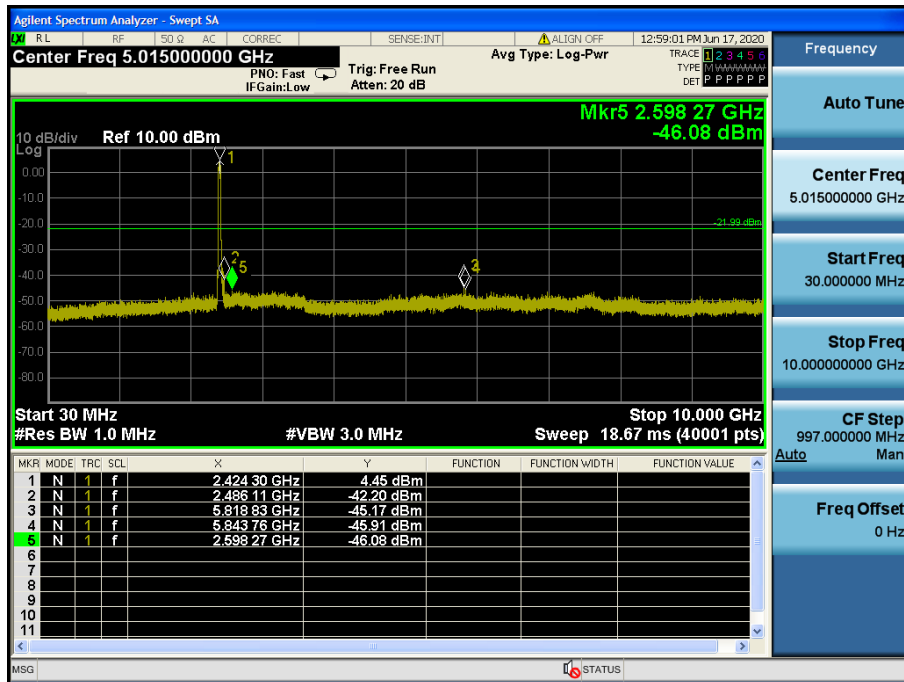 Agilent Spectrum Analyzer - Swept SA
LXI RL RF 50 Ω AC CORREC SENSE:INT ALIGN OFF 12:59:01 PM Jun 17, 2020
Center Freq 5.015000000 GHz
PNO: Fast
IFGain:Low
Trig: Free Run
Atten: 20 dB
Avg Type: Log-Pwr
TRACE 1 2 3 4 5 6
TYPE MWWWWW
DET P P P P P P
Mkr5 2.598 27 GHz
-46.08 dBm
10 dB/div Ref 10.00 dBm
Log
1
0.00
-10.0
-20.0
-21.99 dBm
-30.0
2
5
-40.0
-50.0
-60.0
-70.0
-80.0
Start 30 MHz Stop 10.000 GHz
#Res BW 1.0 MHz #VBW 3.0 MHz Sweep 18.67 ms (40001 pts)
MKR MODE TRC SCL X Y FUNCTION FUNCTION WIDTH FUNCTION VALUE
1 N 1 f 2.424 30 GHz 4.45 dBm
2 N 1 f 2.486 11 GHz -42.20 dBm
3 N 1 f 5.818 83 GHz -45.17 dBm
4 N 1 f 5.843 76 GHz -45.91 dBm
5 N 1 f 2.598 27 GHz -46.08 dBm
6
7
8
9
10
11
MSG STATUS
Frequency
Auto Tune
Center Freq
5.015000000 GHz
Start Freq
30.000000 MHz
Stop Freq
10.000000000 GHz
CF Step
997.000000 MHz
Auto Man
Freq Offset
0 Hz